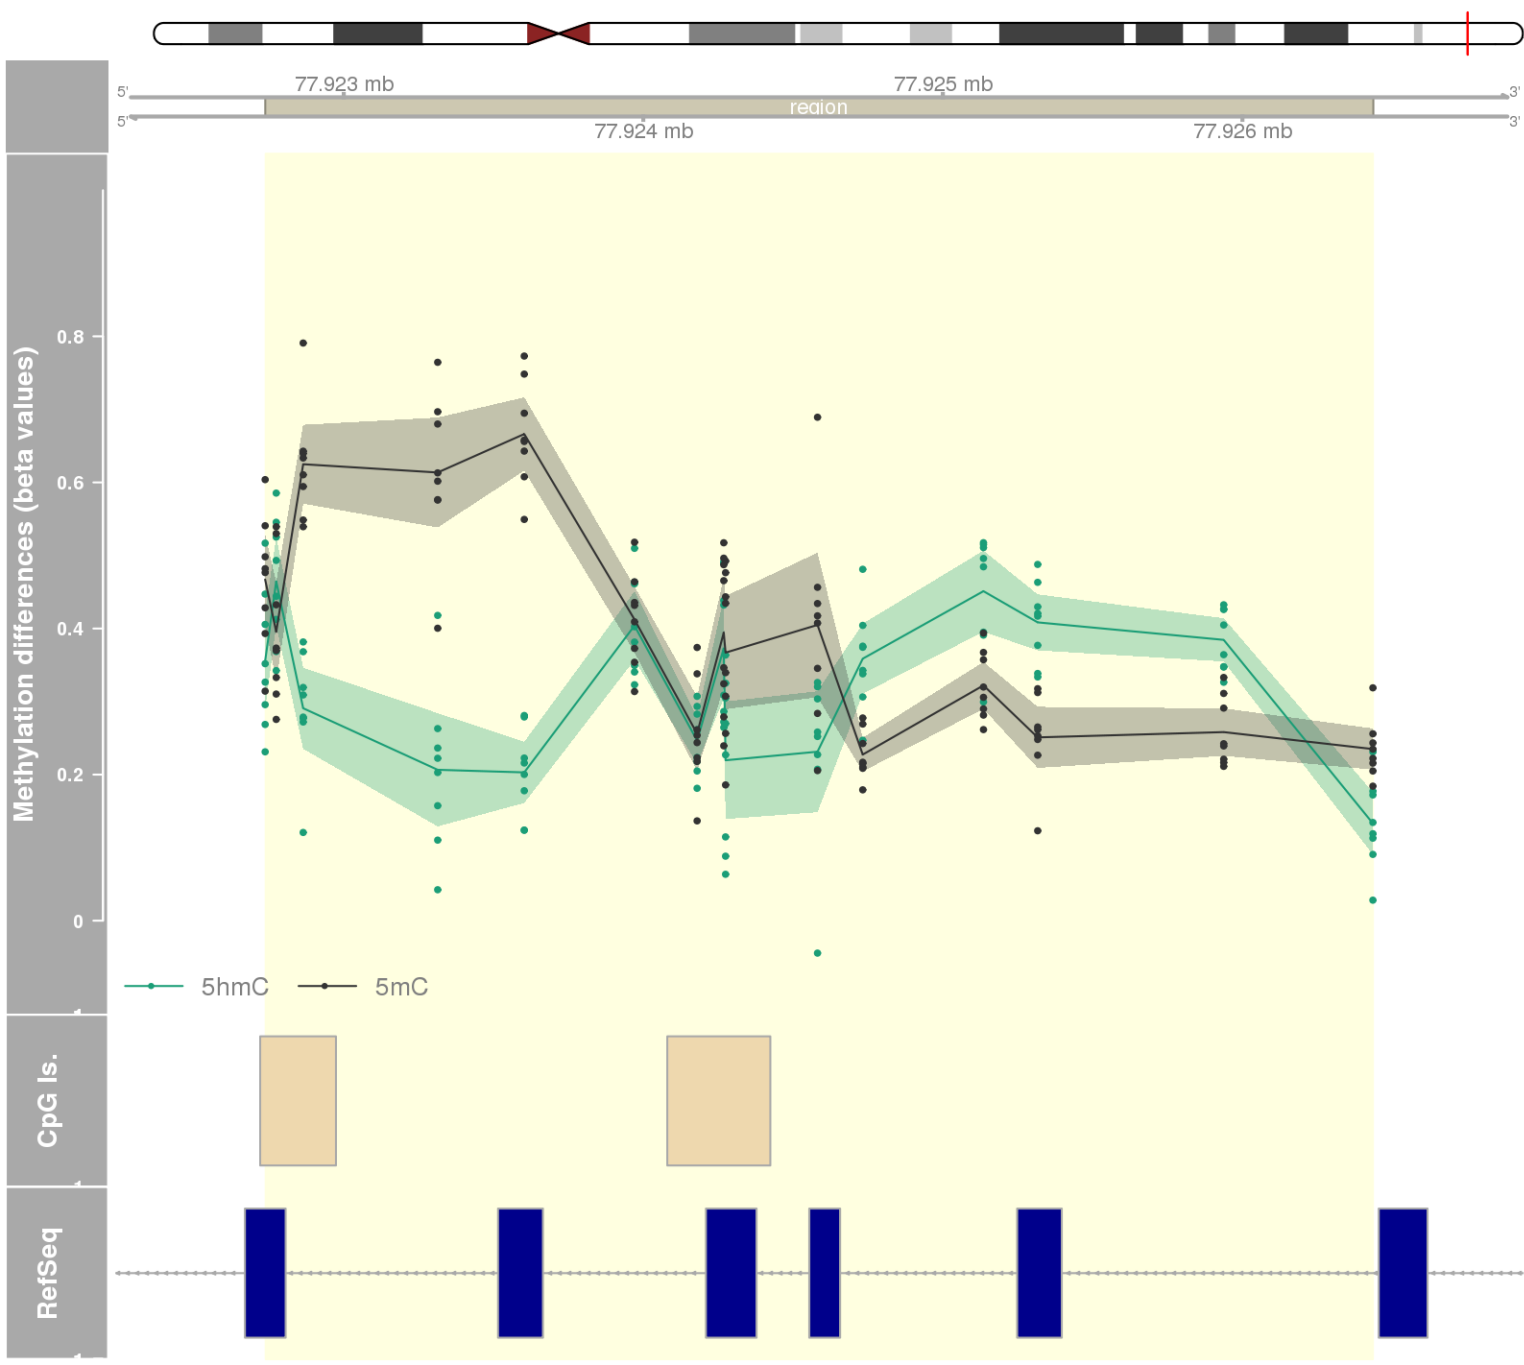 77.923 mb
77.925 mb
5'
3'
region
5'
3'
77.924 mb
77.926 mb
Methylation differences (beta values)
0.8
0.6
0.4
0.2
0
5hmC
5mC
CpG Is.
RefSeq